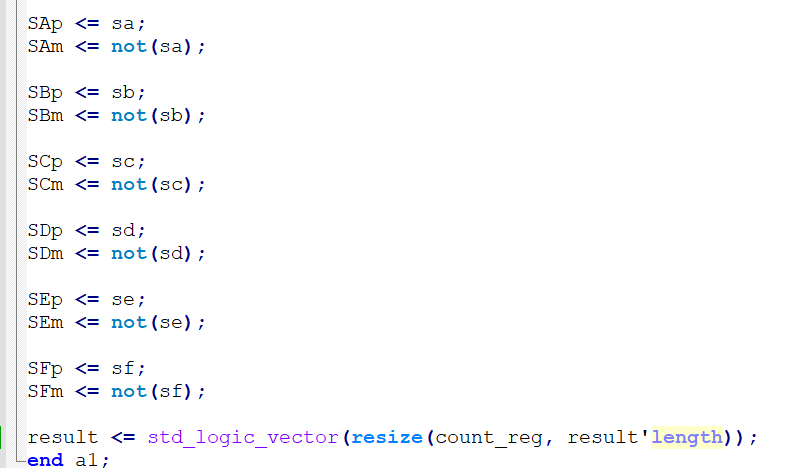 SAp <= sa;
SAm <= not(sa);
SBp <= sb;
SBm <= not(sb);
SCp <= sc;
SCm <= not(sc);
SDp <= sd;
SDm <= not(sd);
SEp <= se;
SEm <= not(se);
SFp <= sf;
SFm <= not(sf);
result <= std_logic_vector(resize(count_reg, result'length));
end a1;